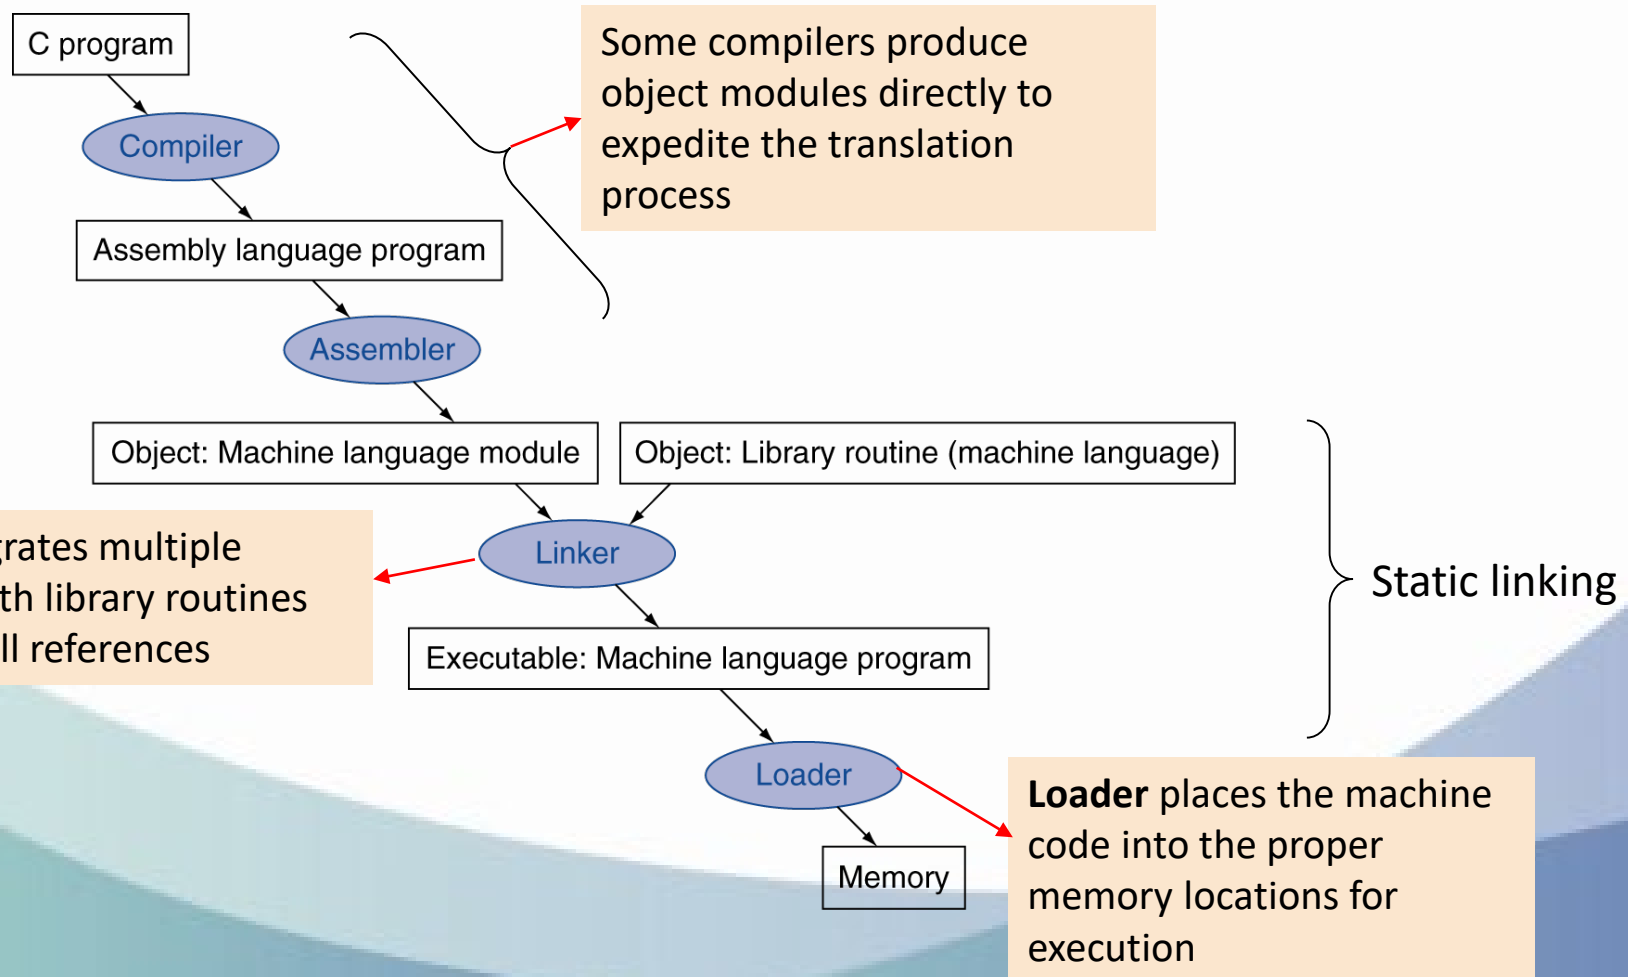 C program
Some compilers produce
object modules directly to
expedite the translation
process
Compiler
Assembly language program
Assembler
Object: Machine language module
Object: Library routine (machine language)
grates multiple
th library routines
ll references
Linker
Static linking
Executable: Machine language program
Loader
Loader places the machine
code into the proper
memory locations for
execution
Memory